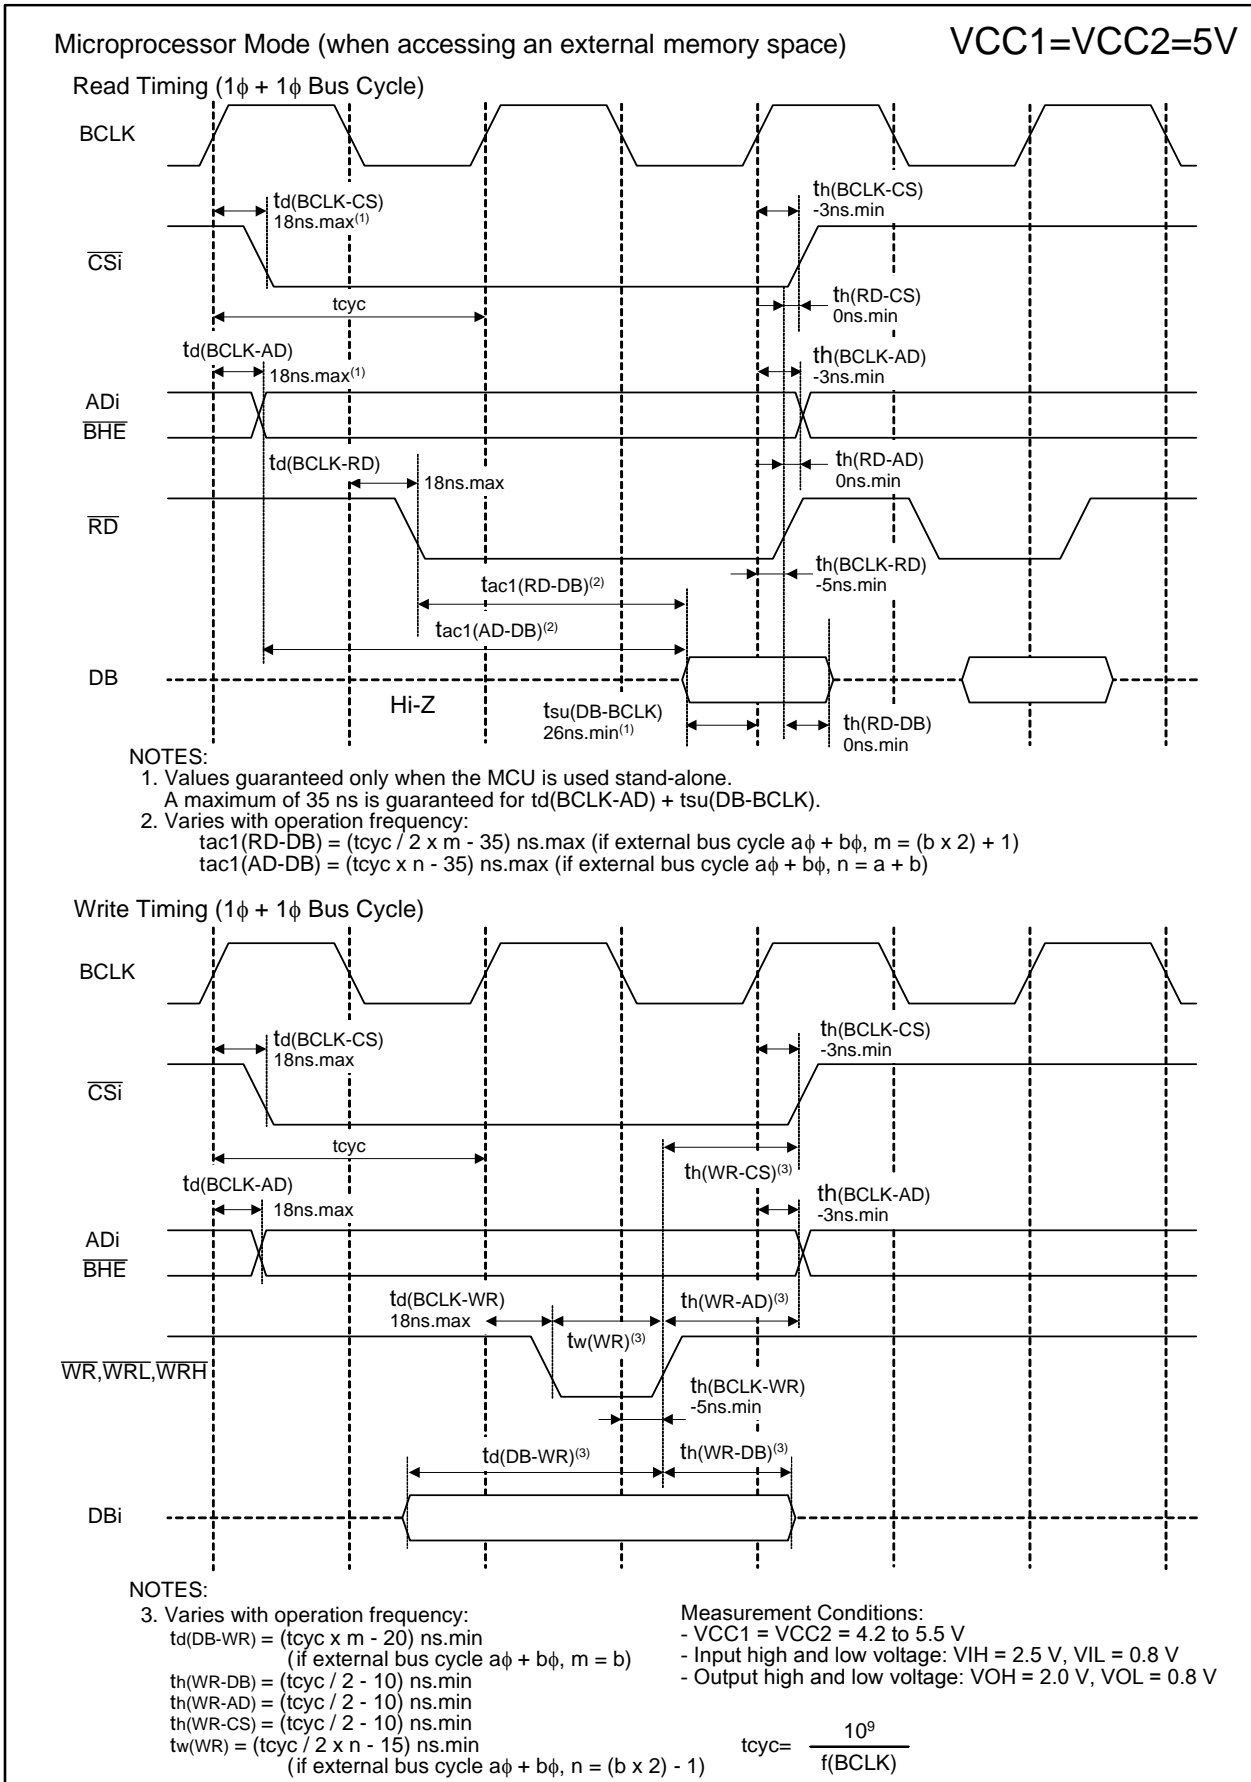 Microprocessor Mode (when accessing an external memory space)
VCC1=VCC2=5V
Read Timing (1ϕ + 1ϕ Bus Cycle)
BCLK
td(BCLK-CS)
18ns.max(1)
th(BCLK-CS)
-3ns.min
CSi
tcyc
th(RD-CS)
0ns.min
td(BCLK-AD)
18ns.max(1)
th(BCLK-AD)
-3ns.min
ADi
BHE
td(BCLK-RD)
18ns.max
th(RD-AD)
0ns.min
RD
th(BCLK-RD)
-5ns.min
tac1(RD-DB)(2)
tac1(AD-DB)(2)
DB
Hi-Z
tsu(DB-BCLK)
26ns.min(1)
th(RD-DB)
0ns.min
NOTES:
1. Values guaranteed only when the MCU is used stand-alone.
A maximum of 35 ns is guaranteed for td(BCLK-AD) + tsu(DB-BCLK).
2. Varies with operation frequency:
tac1(RD-DB) = (tcyc / 2 x m - 35) ns.max (if external bus cycle aϕ + bϕ, m = (b x 2) + 1)
tac1(AD-DB) = (tcyc x n - 35) ns.max (if external bus cycle aϕ + bϕ, n = a + b)
Write Timing (1ϕ + 1ϕ Bus Cycle)
BCLK
td(BCLK-CS)
18ns.max
th(BCLK-CS)
-3ns.min
CSi
tcyc
th(WR-CS)(3)
td(BCLK-AD)
18ns.max
th(BCLK-AD)
-3ns.min
ADi
BHE
td(BCLK-WR)
18ns.max
tw(WR)(3)
th(WR-AD)(3)
WR,WRL,WRH
th(BCLK-WR)
-5ns.min
td(DB-WR)(3)
th(WR-DB)(3)
DBi
NOTES:
3. Varies with operation frequency:
td(DB-WR) = (tcyc x m - 20) ns.min
(if external bus cycle aϕ + bϕ, m = b)
th(WR-DB) = (tcyc / 2 - 10) ns.min
th(WR-AD) = (tcyc / 2 - 10) ns.min
th(WR-CS) = (tcyc / 2 - 10) ns.min
tw(WR) = (tcyc / 2 x n - 15) ns.min
(if external bus cycle aϕ + bϕ, n = (b x 2) - 1)
Measurement Conditions:
- VCC1 = VCC2 = 4.2 to 5.5 V
- Input high and low voltage: VIH = 2.5 V, VIL = 0.8 V
- Output high and low voltage: VOH = 2.0 V, VOL = 0.8 V
10⁹
tcyc=
f(BCLK)